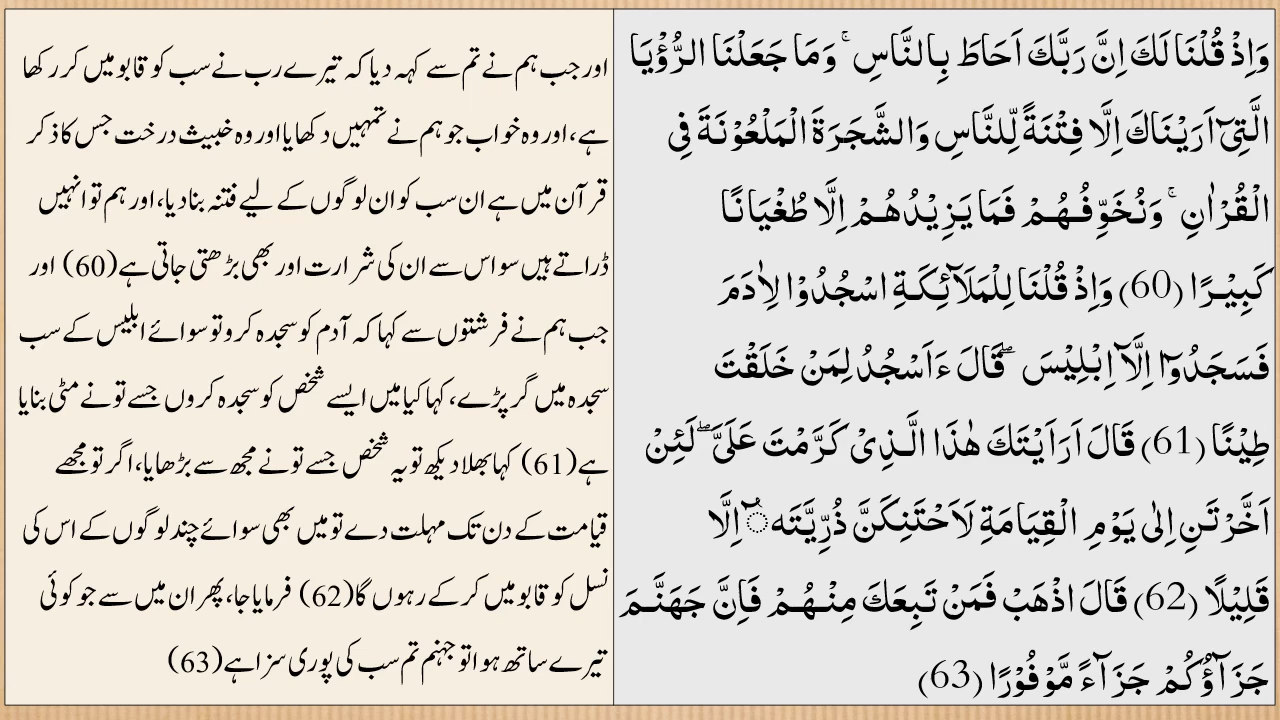 وَاِذْ قُلْنَا لَكَ اِنَّ رَبَّكَ اَحَاطَ بِالنَّاسِ ۚ وَمَا جَعَلْنَا الرُّؤْيَا
الَّتِىٓ اَرَيْنَاكَ اِلَّا فِتْنَةً لِّلنَّاسِ وَالشَّجَرَةَ الْمَلْعُوْنَةَ فِى
الْقُرْاٰنِ ۚ وَنُخَوِّفُهُمْ فَمَا يَزِيْدُهُمْ اِلَّا طُغْيَانًا
كَبِيْرًا (60) وَاِذْ قُلْنَا لِلْمَلَآئِكَةِ اسْجُدُوْا لِاٰدَمَ
فَسَجَدُوٓا اِلَّآ اِبْلِيْسَ ۖ قَالَ ءَاَسْجُدُ لِمَنْ خَلَقْتَ
طِيْنًا (61) قَالَ اَرَاَيْتَكَ هٰذَا الَّذِىْ كَرَّمْتَ عَلَىَّ ۖ لَئِنْ
اَخَّرْتَنِ اِلٰى يَوْمِ الْقِيَامَةِ لَاَحْتَنِكَنَّ ذُرِّيَّتَه ٝٓ اِلَّا
قَلِيْلًا (62) قَالَ اذْهَبْ فَمَنْ تَبِعَكَ مِنْهُمْ فَاِنَّ جَهَنَّمَ
جَزَآؤُكُمْ جَزَآءً مَّوْفُوْرًا (63)
اور جب ہم نے تم سے کہہ دیا کہ تیرے رب نے سب کو قابو میں کر رکھا
ہے، اور وہ خواب جو ہم نے تمہیں دکھایا اور وہ خبیث درخت جس کا ذکر
قرآن میں ہے ان سب کو ان لوگوں کے لیے فتنہ بنا دیا، اور ہم تو انہیں
ڈراتے ہیں سو اس سے ان کی شرارت اور بھی بڑھتی جاتی ہے(60) اور
جب ہم نے فرشتوں سے کہا کہ آدم کو سجدہ کرو تو سوائے ابلیس کے سب
سجدہ میں گر پڑے، کہا کیا میں ایسے شخص کو سجدہ کروں جسے تو نے مٹی بنایا
ہے(61) کہا بھلا دیکھ تو یہ شخص جسے تو نے مجھ سے بڑھایا، اگر تو مجھے
قیامت کے دن تک مہلت دے تو میں بھی سوائے چند لوگوں کے اس کی
نسل کو قابو میں کر کے رہوں گا(62) فرمایا جا، پھر ان میں سے جو کوئی
تیرے ساتھ ہوا تو جہنم تم سب کی پوری سزا ہے(63)